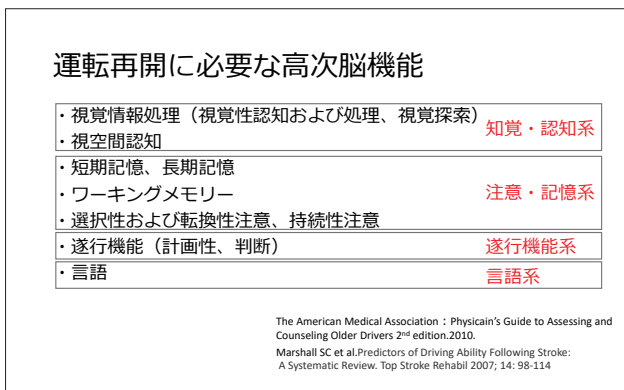 運転再開に必要な高次脳機能
・視覚情報処理（視覚性認知および処理、視覚探索）
・視空間認知
知覚・認知系
・短期記憶、長期記憶
・ワーキングメモリー
・選択性および転換性注意、持続性注意
注意・記憶系
・遂行機能（計画性、判断）
遂行機能系
・言語
言語系
The American Medical Association：Physicain's Guide to Assessing and
Counseling Older Drivers 2nd edition.2010.
Marshall SC et al.Predictors of Driving Ability Following Stroke:
A Systematic Review. Top Stroke Rehabil 2007; 14: 98-114